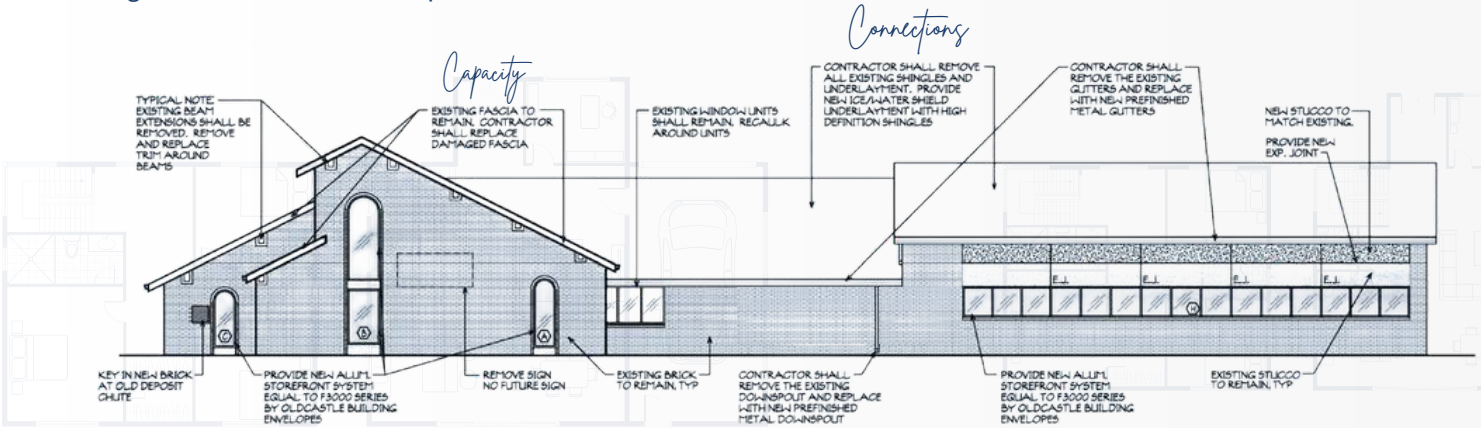 Connections
Capacity
CONTRACTOR SHALL REMOVE
ALL EXISTING SHINGLES AND
UNDERLAYMENT. PROVIDE
NEW ICE/WATER SHIELD
UNDERLAYMENT WITH HIGH
DEFINITION SHINGLES
CONTRACTOR SHALL
REMOVE THE EXISTING
GUTTERS AND REPLACE
WITH NEW PREFINISHED
METAL GUTTERS
TYPICAL NOTE:
EXISTING BEAM
EXTENSIONS SHALL BE
REMOVED. REMOVE
AND REPLACE
TRIM AROUND
BEAMS
EXISTING FASCIA TO
REMAIN. CONTRACTOR
SHALL REPLACE
DAMAGED FASCIA
EXISTING WINDOW UNITS
SHALL REMAIN. RECAULK
AROUND UNITS
NEW STUCCO TO
MATCH EXISTING.
PROVIDE NEW
EXP. JOINT
E.J.
E.J.
E.J.
E.J.
C
B
A
H
KEY IN NEW BRICK
AT OLD DEPOSIT
CHUTE
PROVIDE NEW ALUM.
STOREFRONT SYSTEM
EQUAL TO F3000 SERIES
BY OLDCASTLE BUILDING
ENVELOPES
REMOVE SIGN
NO FUTURE SIGN
EXISTING BRICK
TO REMAIN, TYP
CONTRACTOR SHALL
REMOVE THE EXISTING
DOWNSPOUT AND REPLACE
WITH NEW PREFINISHED
METAL DOWNSPOUT
PROVIDE NEW ALUM.
STOREFRONT SYSTEM
EQUAL TO F3000 SERIES
BY OLDCASTLE BUILDING
ENVELOPES
EXISTING STUCCO
TO REMAIN, TYP